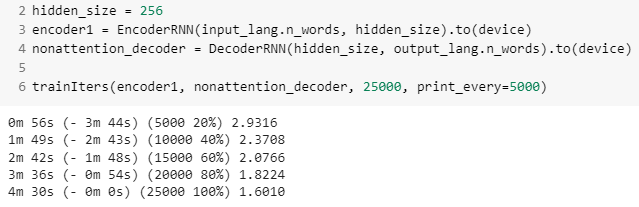 2 hidden_size = 256
3 encoder1 = EncoderRNN(input_lang.n_words, hidden_size).to(device)
4 nonattention_decoder = DecoderRNN(hidden_size, output_lang.n_words).to(device)
5
6 trainIters(encoder1, nonattention_decoder, 25000, print_every=5000)
0m 56s (- 3m 44s) (5000 20%) 2.9316
1m 49s (- 2m 43s) (10000 40%) 2.3708
2m 42s (- 1m 48s) (15000 60%) 2.0766
3m 36s (- 0m 54s) (20000 80%) 1.8224
4m 30s (- 0m 0s) (25000 100%) 1.6010